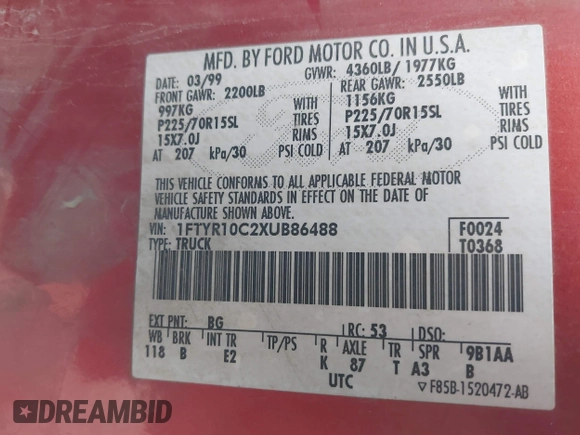 MFD. BY FORD MOTOR CO. IN U.S.A.
DATE: 03/99 GVWR: 4360LB/ 1977KG
FRONT GAWR: 2200LB REAR GAWR: 2550LB
997KG WITH 1156KG WITH
P225/70R15SL TIRES P225/70R15SL TIRES
15X7.0J RIMS 15X7.0J RIMS
AT 207 kPa/30 PSI COLD AT 207 kPa/30 PSI COLD
THIS VEHICLE CONFORMS TO ALL APPLICABLE FEDERAL MOTOR
VEHICLE SAFETY STANDARDS IN EFFECT ON THE DATE OF
MANUFACTURE SHOWN ABOVE.
VIN: 1FTYR10C2XUB86488 F0024
TYPE: TRUCK T0368
EXT PNT: BG RC: 53 DSO:
WB BRK INT TR TP/PS R AXLE TR SPR 9B1AA
118 B E2 K 87 T A3 B
UTC ▽F85B-1520472-AB
DREAMBID